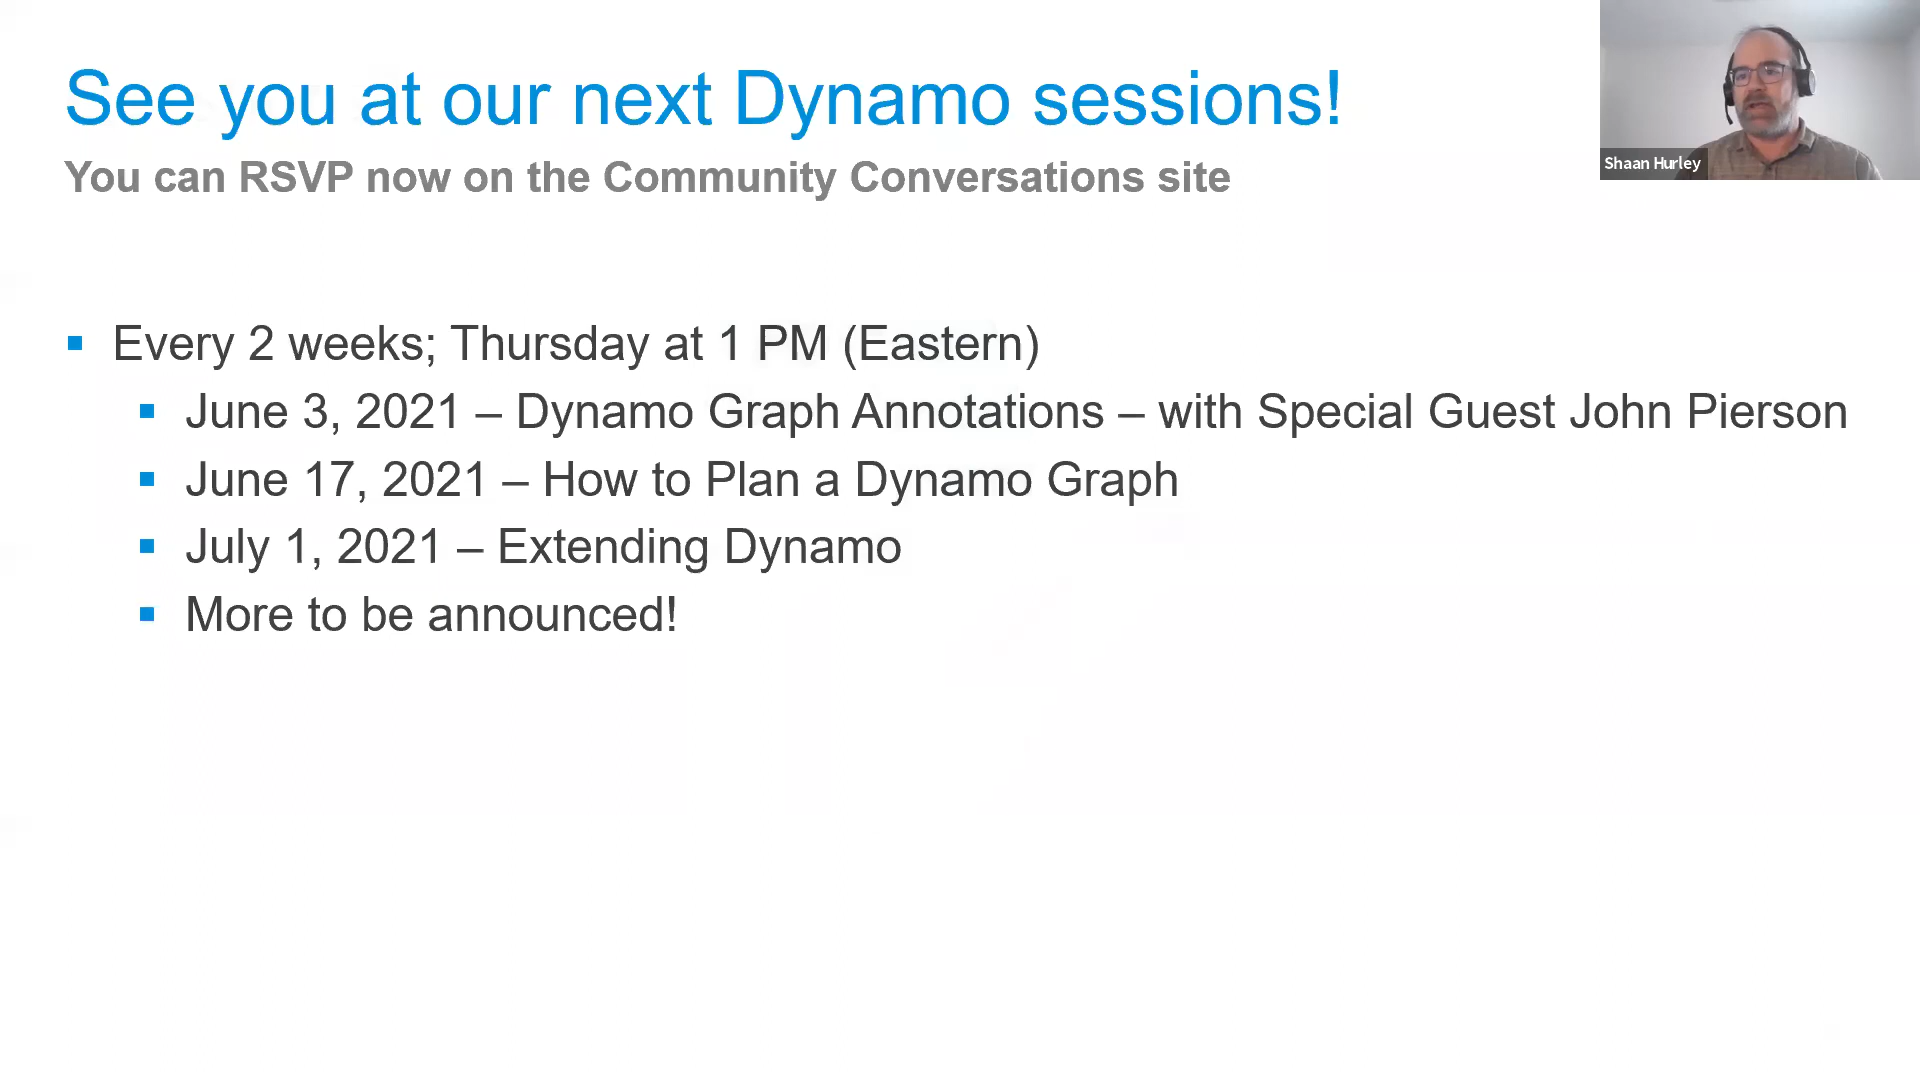 See you at our next Dynamo sessions!
You can RSVP now on the Community Conversations site
Shaan Hurley
Every 2 weeks; Thursday at 1 PM (Eastern)
June 3, 2021 – Dynamo Graph Annotations – with Special Guest John Pierson
June 17, 2021 – How to Plan a Dynamo Graph
July 1, 2021 – Extending Dynamo
More to be announced!